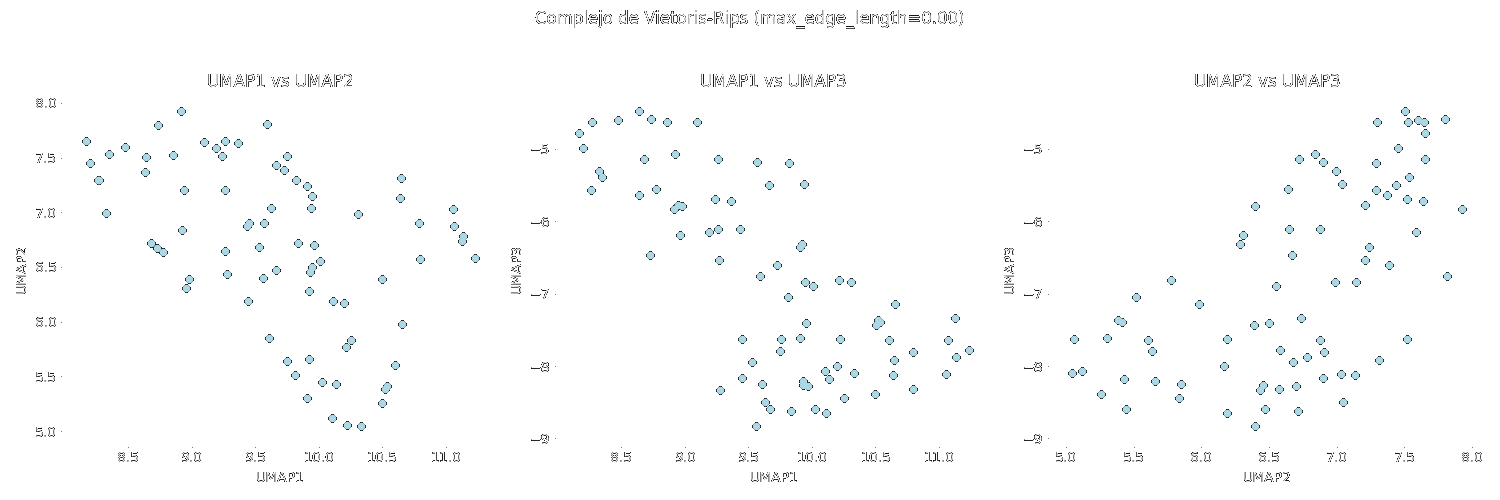 Complejo de Vietoris-Rips (max_edge_length=0.00)
UMAP1 vs UMAP2
UMAP1 vs UMAP3
UMAP2 vs UMAP3
8.0
7.5
7.0
6.5
6.0
5.5
5.0
UMAP2
8.5 9.0 9.5 10.0 10.5 11.0
UMAP1
−5
−6
−7
−8
−9
UMAP3
8.5 9.0 9.5 10.0 10.5 11.0
UMAP1
−5
−6
−7
−8
−9
UMAP3
5.0 5.5 6.0 6.5 7.0 7.5 8.0
UMAP2